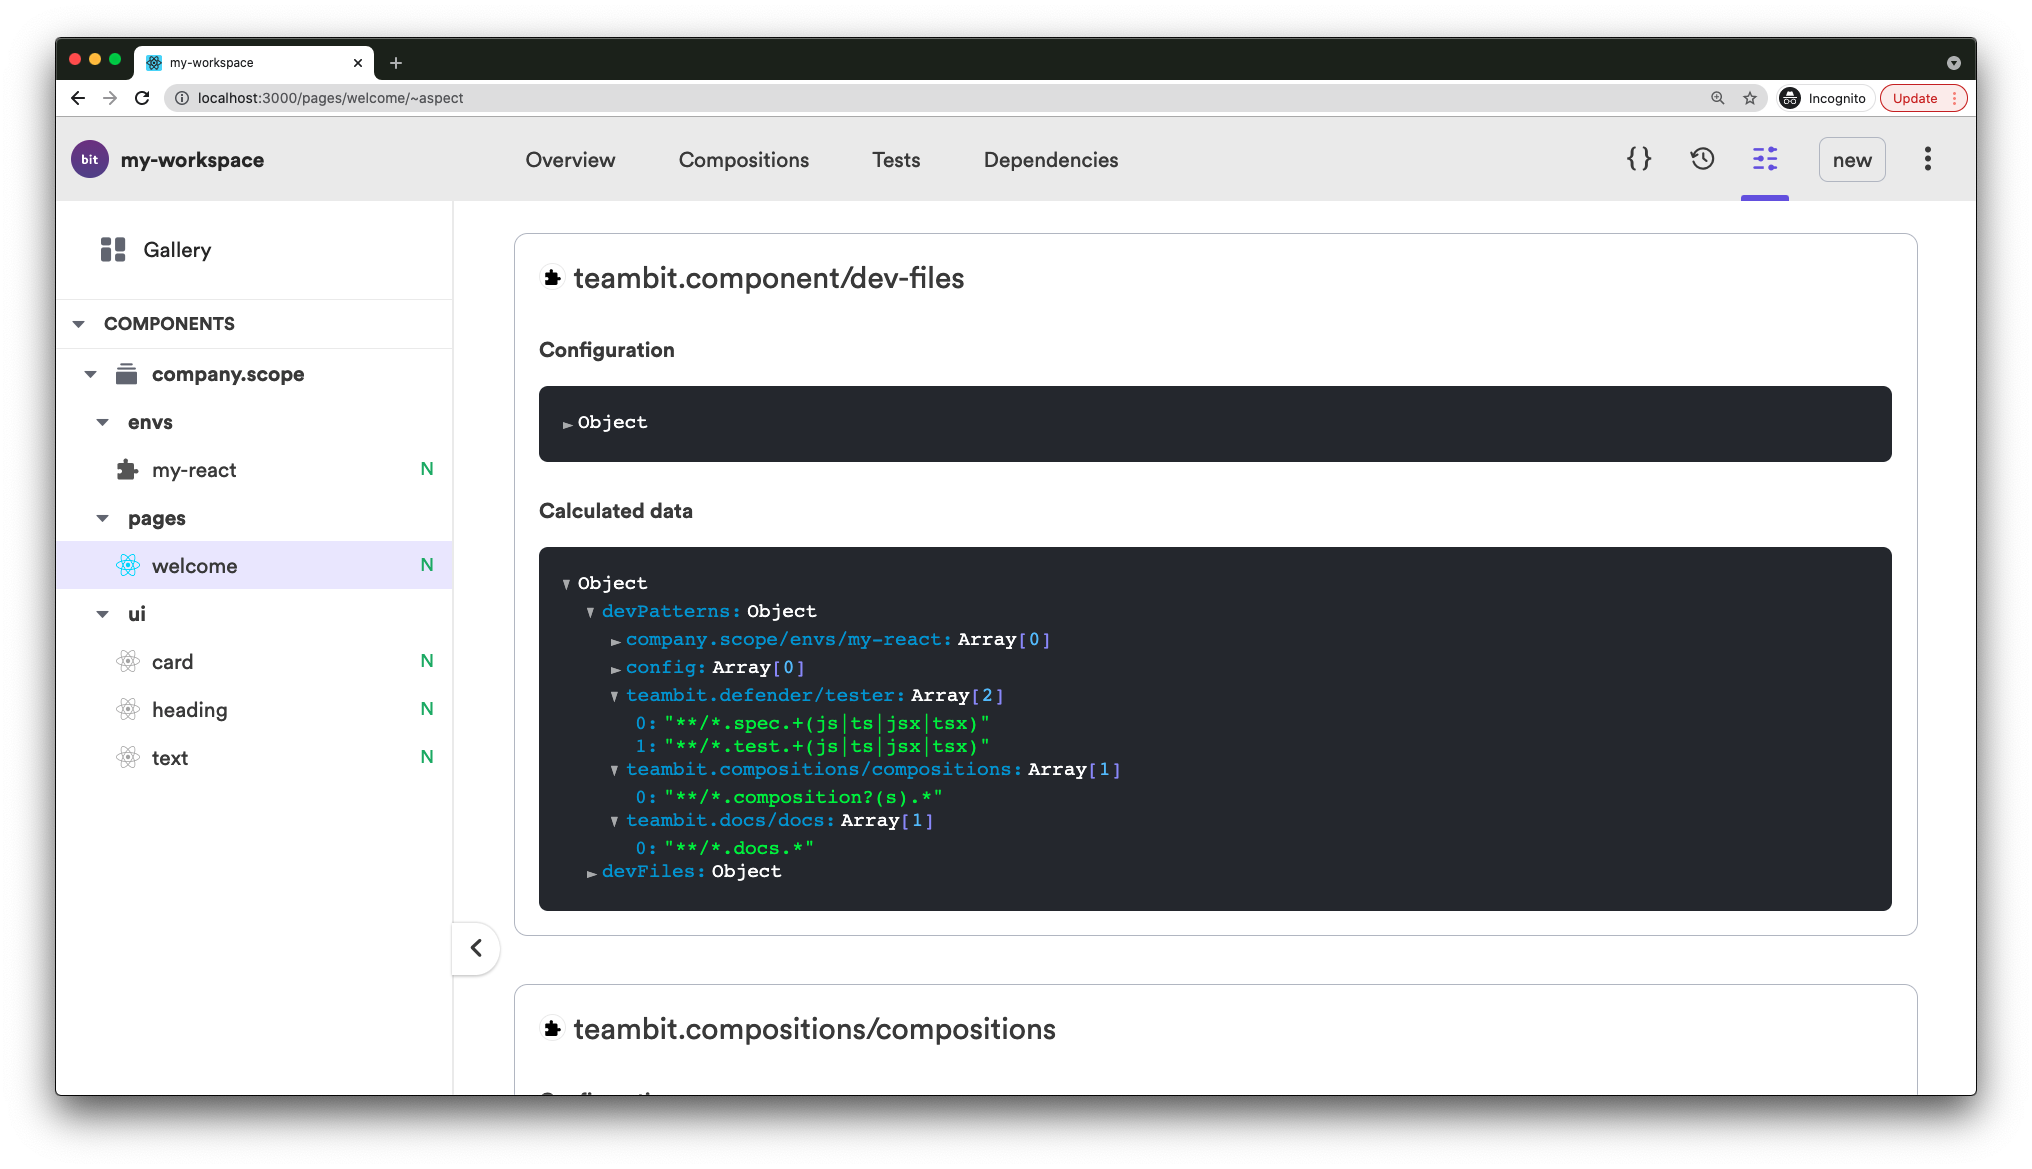 my-workspace
localhost:3000/pages/welcome/~aspect
Incognito
Update
bit my-workspace
Overview Compositions Tests Dependencies
{} new
Gallery
COMPONENTS
company.scope
envs
my-react N
pages
welcome N
ui
card N
heading N
text N
teambit.component/dev-files
Configuration
Object
Calculated data
Object
devPatterns: Object
company.scope/envs/my-react: Array[0]
config: Array[0]
teambit.defender/tester: Array[2]
0: "**/*.spec.+(js|ts|jsx|tsx)"
1: "**/*.test.+(js|ts|jsx|tsx)"
teambit.compositions/compositions: Array[1]
0: "**/*.composition?(s).*"
teambit.docs/docs: Array[1]
0: "**/*.docs.*"
devFiles: Object
teambit.compositions/compositions